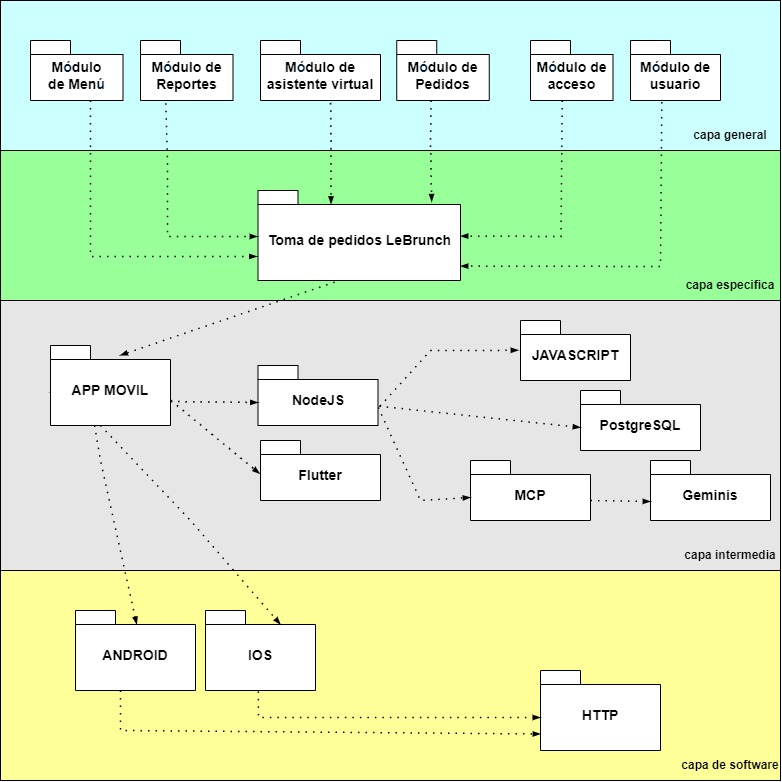 Módulo de
de Menú
Módulo de
Reportes
Módulo de
asistente virtual
Módulo de
Pedidos
Módulo de
acceso
Módulo de
usuario
capa general
Toma de pedidos LeBrunch
capa especifica
APP MOVIL
NodeJS
Flutter
JAVASCRIPT
PostgreSQL
MCP
Geminis
capa intermedia
ANDROID
IOS
HTTP
capa de software